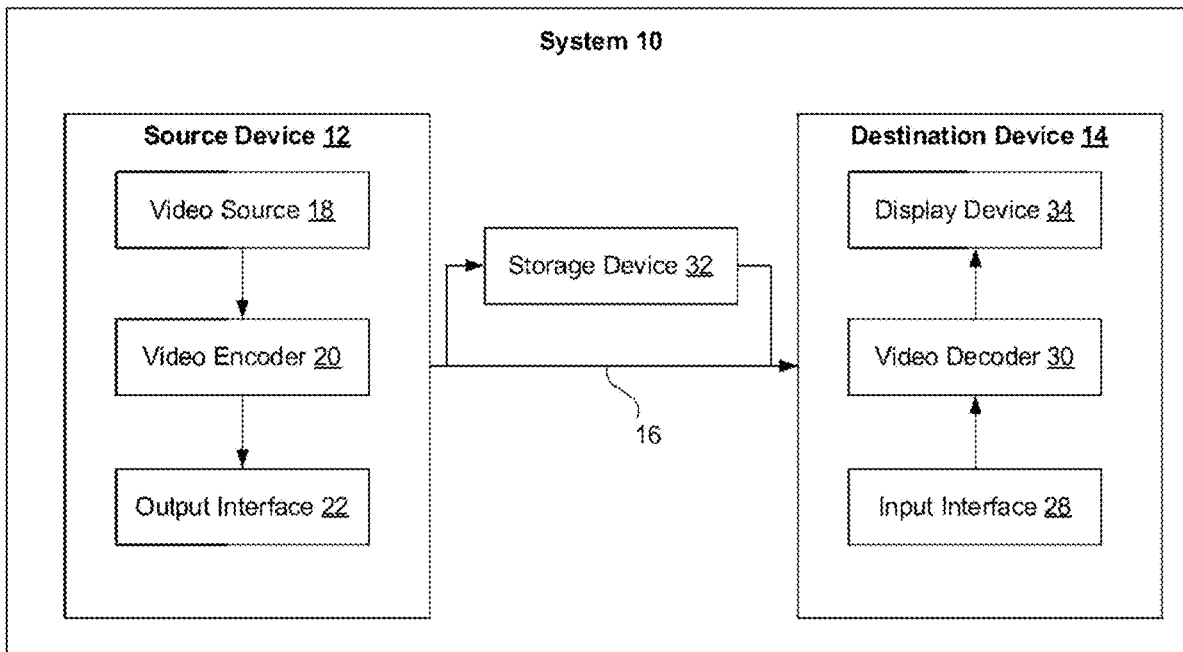 System 10
Source Device 12
Video Source 18
Video Encoder 20
Output Interface 22
Storage Device 32
16
Destination Device 14
Display Device 34
Video Decoder 30
Input Interface 28